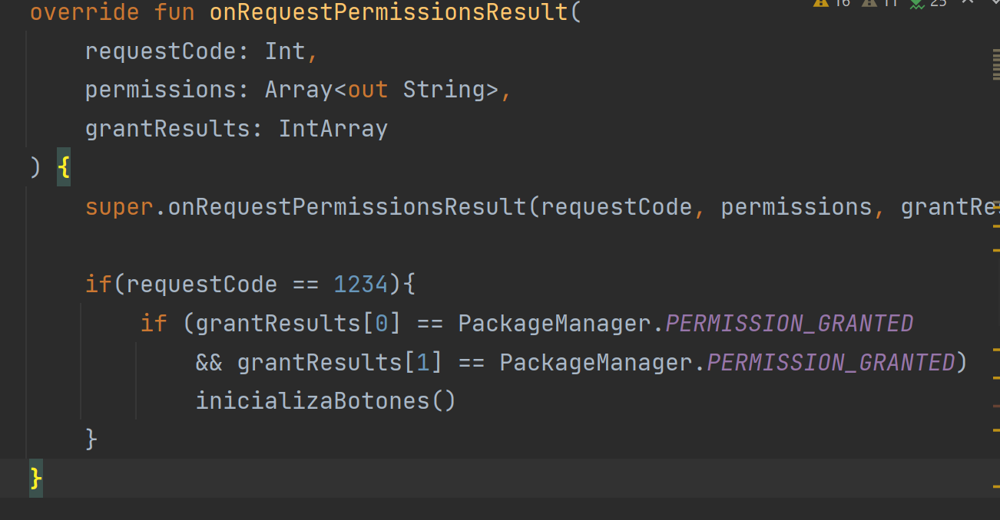 override fun onRequestPermissionsResult(
16 11 25
requestCode: Int,
permissions: Array<out String>,
grantResults: IntArray
) {
super.onRequestPermissionsResult(requestCode, permissions, grantRes
if(requestCode == 1234){
if (grantResults[0] == PackageManager.PERMISSION_GRANTED
&& grantResults[1] == PackageManager.PERMISSION_GRANTED)
inicializaBotones()
}
}